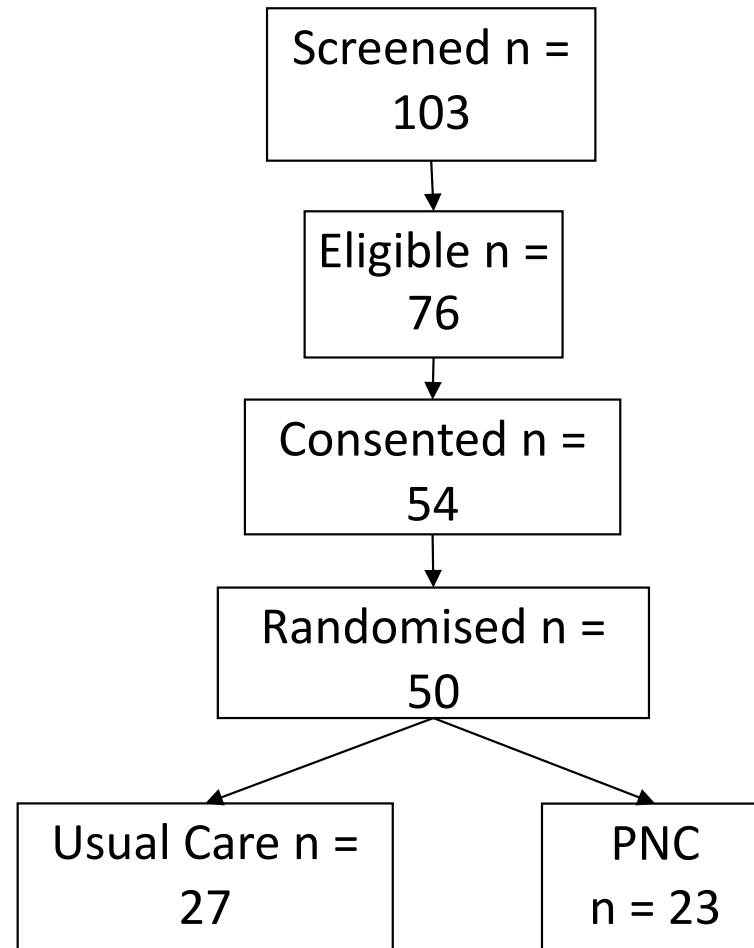 Screened n =
103
Eligible n =
76
Consented n =
54
Randomised n =
50
Usual Care n =
27
PNC
n = 23